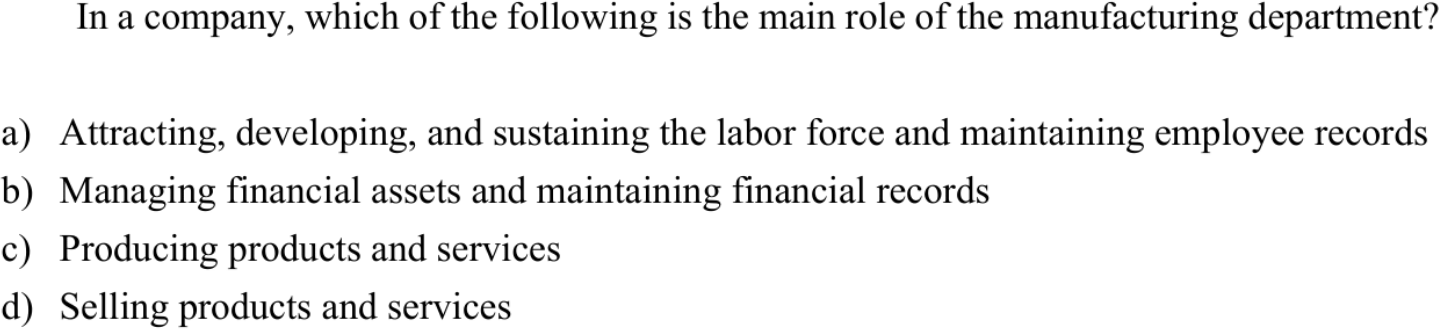 In a company, which of the following is the main role of the manufacturing department?
a) Attracting, developing, and sustaining the labor force and maintaining employee records
b) Managing financial assets and maintaining financial records
c) Producing products and services
d) Selling products and services